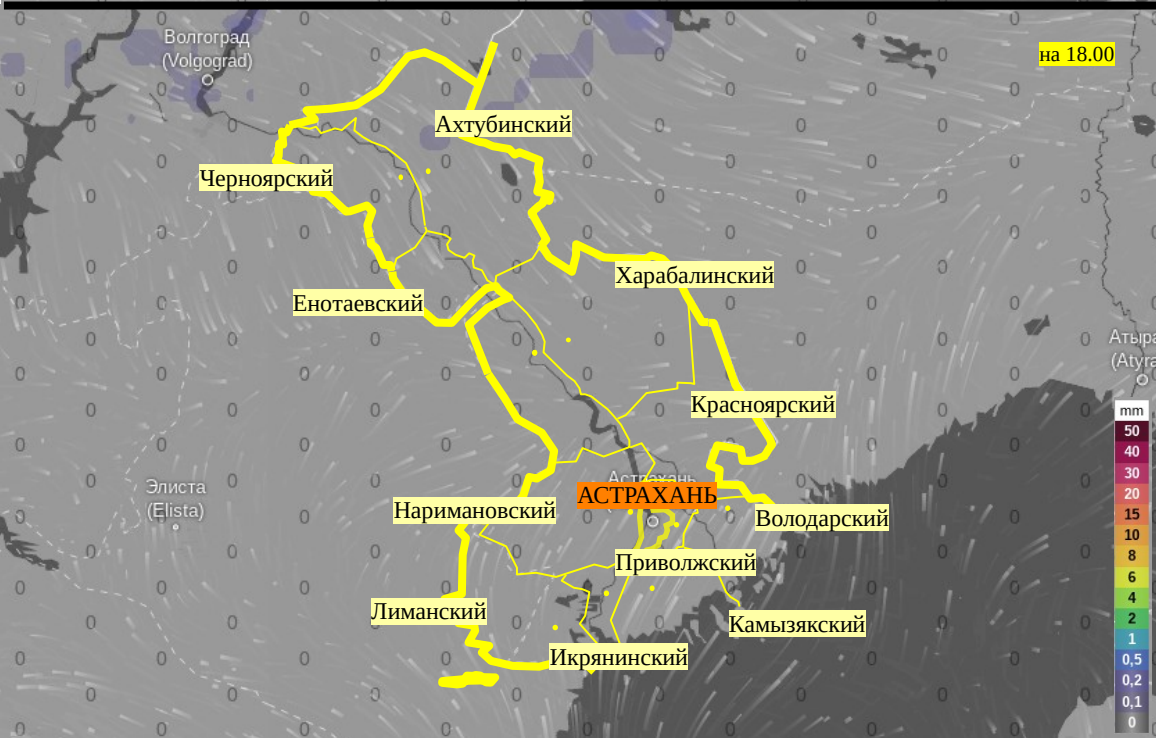 Волгоград
(Volgograd)
на 18.00
Ахтубинский
Черноярский
Харабалинский
Енотаевский
Атыра
(Atyra
Красноярский
mm
50
40
30
20
15
10
8
6
4
2
1
0,5
0,2
0,1
0
Астрахань
АСТРАХАНЬ
Элиста
(Elista)
Наримановский
Володарский
Приволжский
Лиманский
Камызякский
Икрянинский